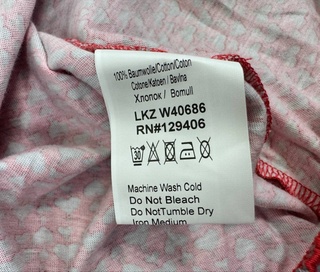 100% Baumwolle/Cotton/Coton
Cotone/Katoen / Bavlna
Хлопок / Bomull
LKZ W40686
RN#129406
30
Machine Wash Cold
Do Not Bleach
Do NotTumble Dry
Iron Medium